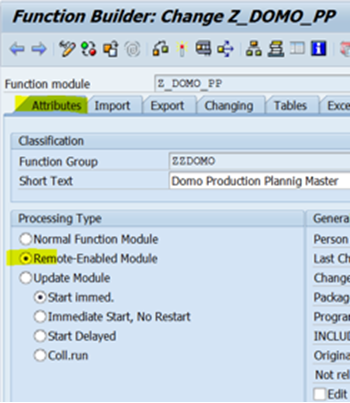 Function Builder: Change Z_DOMO_PP
Function module Z_DOMO_PP
Attributes Import Export Changing Tables Exce
Classification
Function Group ZZDOMO
Short Text Domo Production Plannig Master
Processing Type Genera
Normal Function Module Person
Remote-Enabled Module Last Ch
Update Module Change
Start immed. Packag
Immediate Start, No Restart Progra
Start Delayed INCLUD
Coll.run Origina
Not rel
Edit